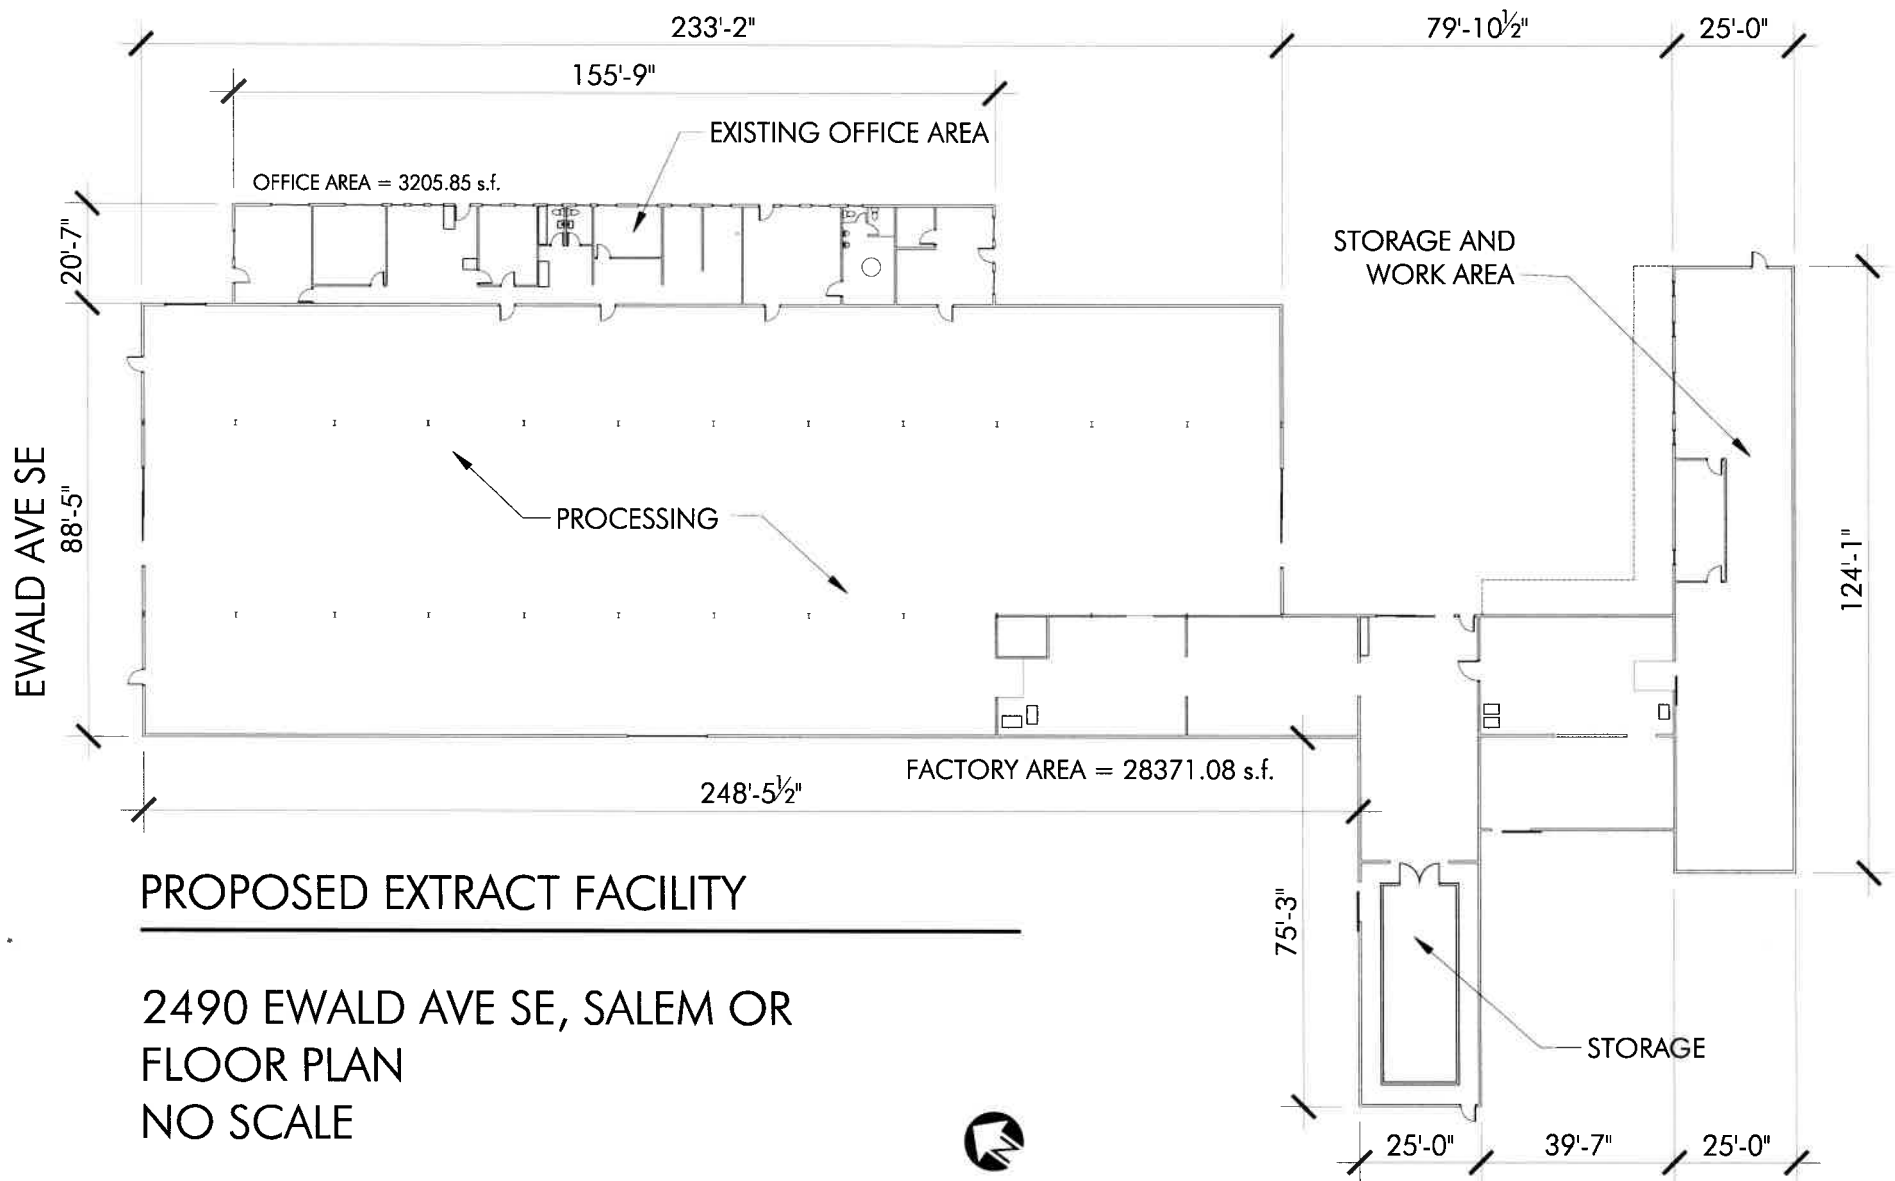 233'-2"
79'-10½"
25'-0"
155'-9"
EXISTING OFFICE AREA
OFFICE AREA = 3205.85 s.f.
20'-7"
STORAGE AND
WORK AREA
EWALD AVE SE
88'-5"
PROCESSING
124'-1"
FACTORY AREA = 28371.08 s.f.
248'-5½"
PROPOSED EXTRACT FACILITY
75'-3"
2490 EWALD AVE SE, SALEM OR
FLOOR PLAN
NO SCALE
STORAGE
N
25'-0"
39'-7"
25'-0"